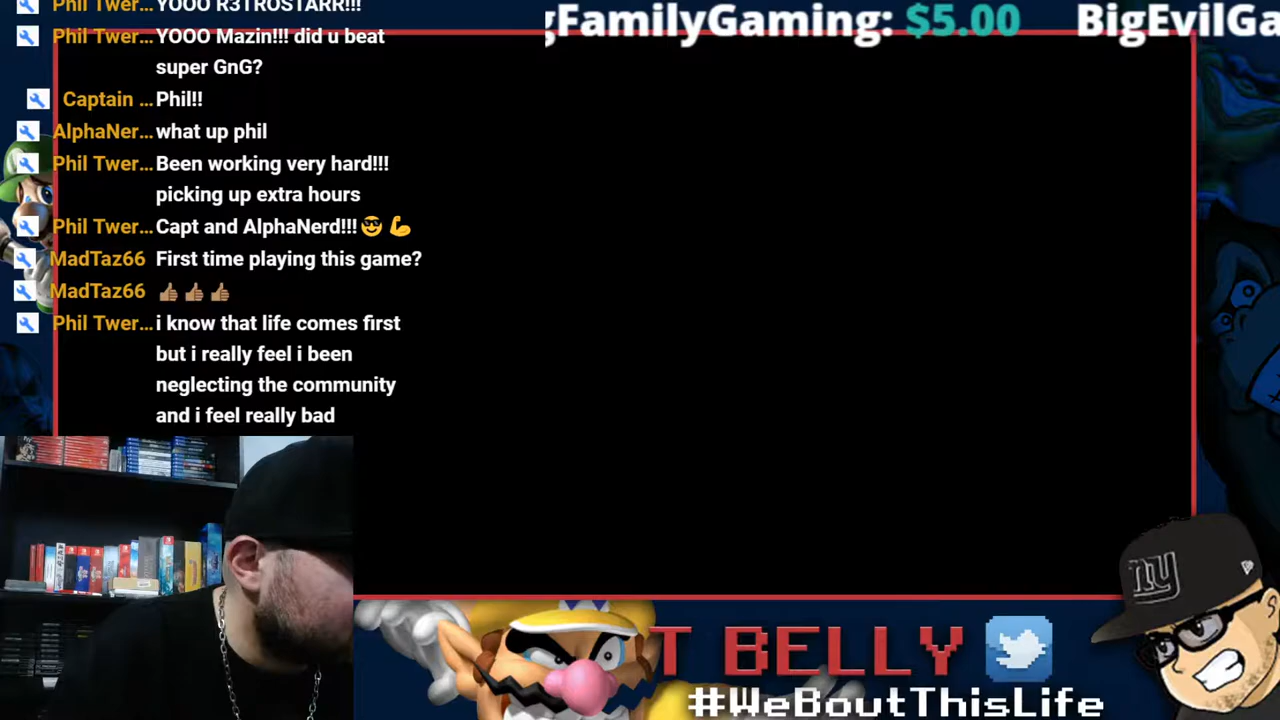 Phil Twer… YOOO R3TROSTARR!!!
gFamilyGaming: $5.00 BigEvilGa
Phil Twer… YOOO Mazin!!! did u beat
super GnG?
Captain … Phil!!
AlphaNer… what up phil
Phil Twer… Been working very hard!!!
picking up extra hours
Phil Twer… Capt and AlphaNerd!!! 🤓 💪
MadTaz66 First time playing this game?
MadTaz66 👍🏽 👍🏽 👍🏽
Phil Twer… i know that life comes first
but i really feel i been
neglecting the community
and i feel really bad
NY
T BELLY
#WeBoutThisLife